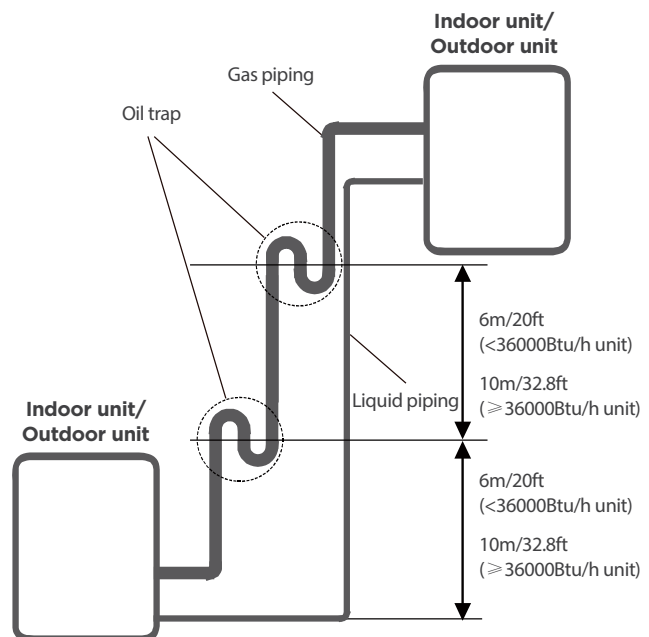 Indoor unit/
Outdoor unit
Gas piping
Oil trap
6m/20ft
(<36000Btu/h unit)
10m/32.8ft
(≥36000Btu/h unit)
Liquid piping
Indoor unit/
Outdoor unit
6m/20ft
(<36000Btu/h unit)
10m/32.8ft
(≥36000Btu/h unit)